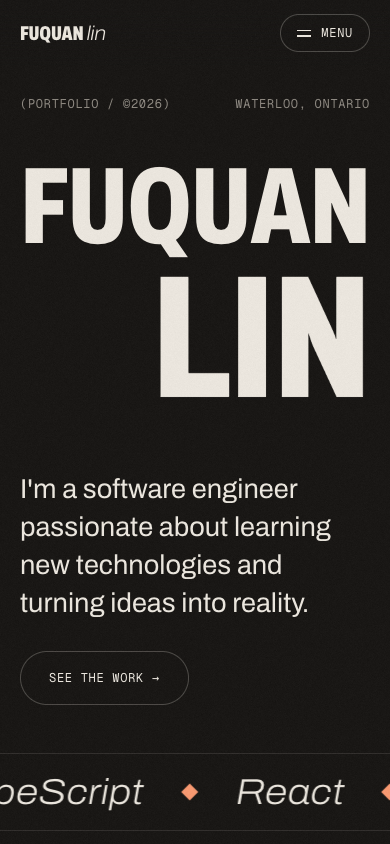 FUQUAN lin
MENU
(PORTFOLIO / ©2026)
WATERLOO, ONTARIO
FUQUAN
LIN
I'm a software engineer
passionate about learning
new technologies and
turning ideas into reality.
SEE THE WORK →
peScript ◆ React ◆